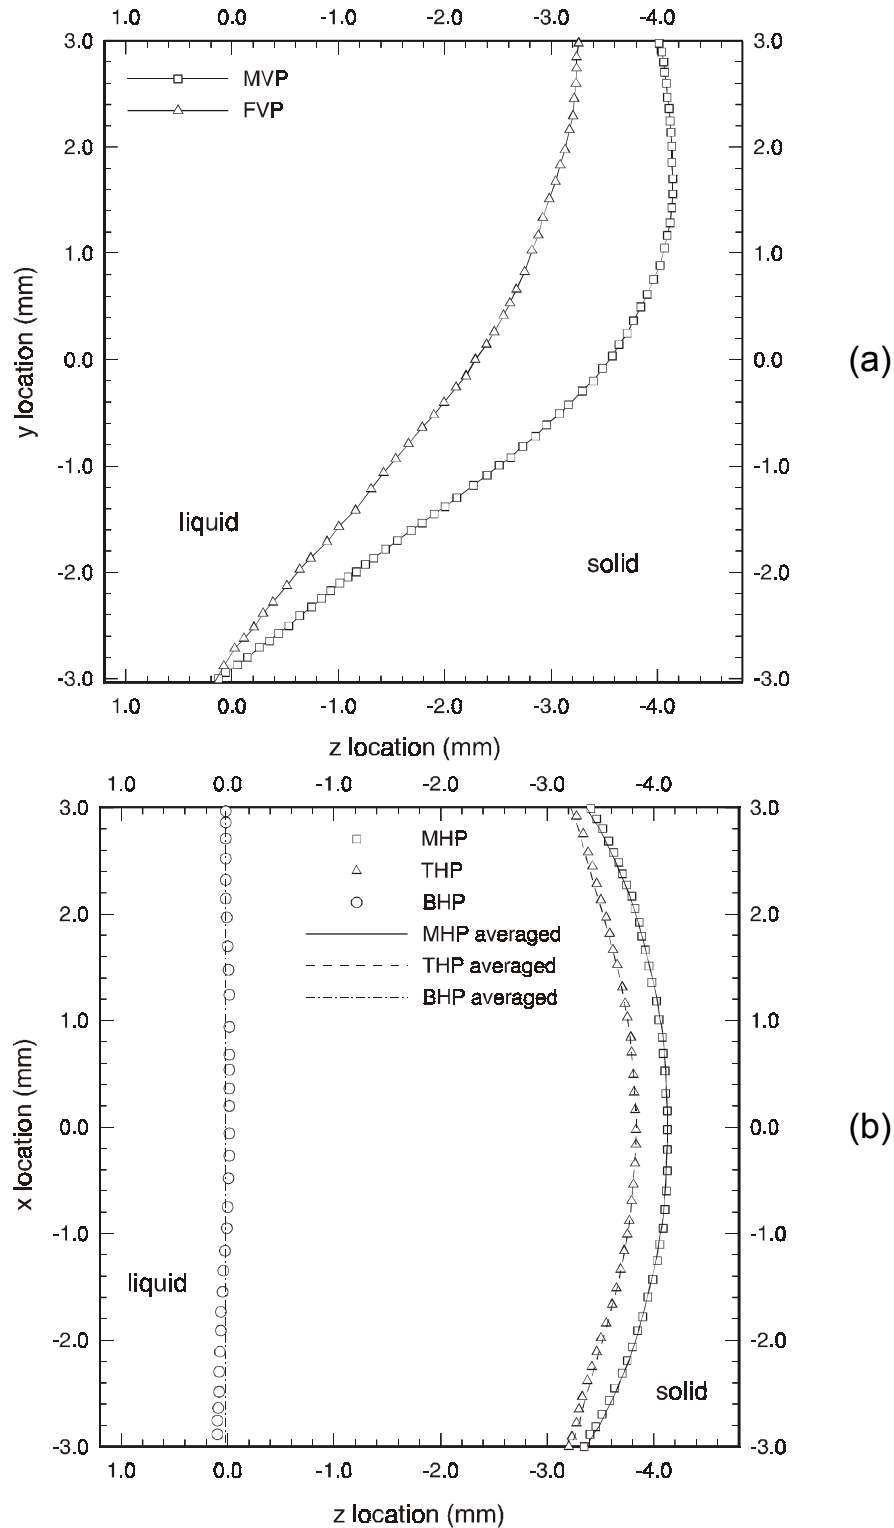 1.0 0.0 -1.0 -2.0 -3.0 -4.0
3.0 3.0
MVP
FVP
2.0 2.0
1.0 1.0
y location (mm)
0.0 0.0
(a)
-1.0 -1.0
liquid
solid
-2.0 -2.0
-3.0 -3.0
1.0 0.0 -1.0 -2.0 -3.0 -4.0
z location (mm)
1.0 0.0 -1.0 -2.0 -3.0 -4.0
3.0 3.0
MHP
THP
BHP
2.0 2.0
MHP averaged
THP averaged
BHP averaged
1.0 1.0
x location (mm)
0.0 0.0
(b)
-1.0 -1.0
liquid
-2.0 -2.0
solid
-3.0 -3.0
1.0 0.0 -1.0 -2.0 -3.0 -4.0
z location (mm)